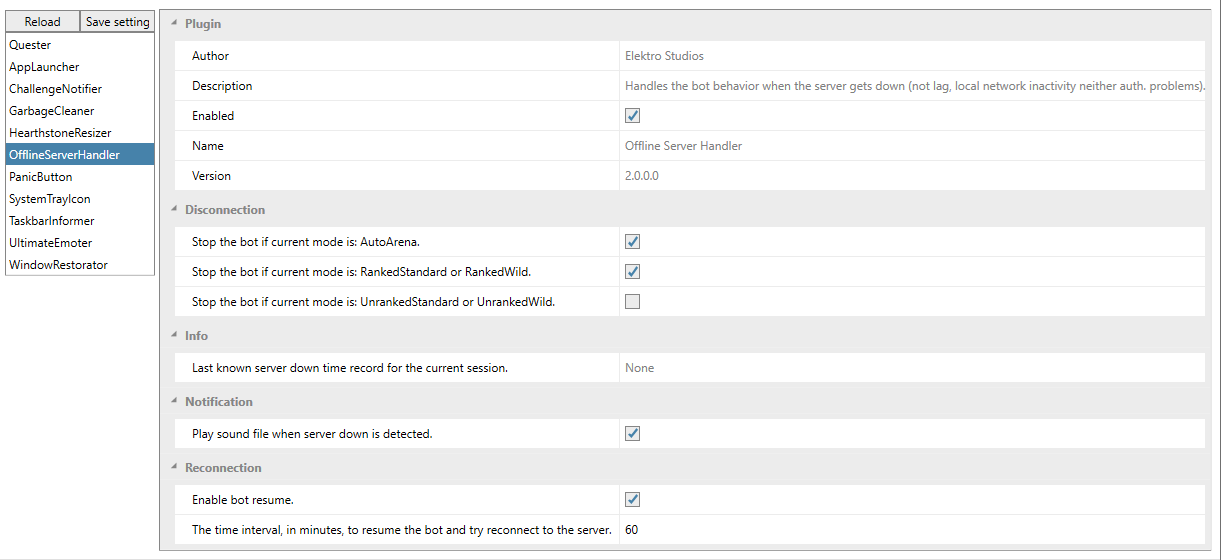 Reload Save setting
Quester
AppLauncher
ChallengeNotifier
GarbageCleaner
HearthstoneResizer
OfflineServerHandler
PanicButton
SystemTrayIcon
TaskbarInformer
UltimateEmoter
WindowRestorator
Plugin
Author Elektro Studios
Description Handles the bot behavior when the server gets down (not lag, local network inactivity neither auth. problems).
Enabled
Name Offline Server Handler
Version 2.0.0.0
Disconnection
Stop the bot if current mode is: AutoArena.
Stop the bot if current mode is: RankedStandard or RankedWild.
Stop the bot if current mode is: UnrankedStandard or UnrankedWild.
Info
Last known server down time record for the current session. None
Notification
Play sound file when server down is detected.
Reconnection
Enable bot resume.
The time interval, in minutes, to resume the bot and try reconnect to the server. 60